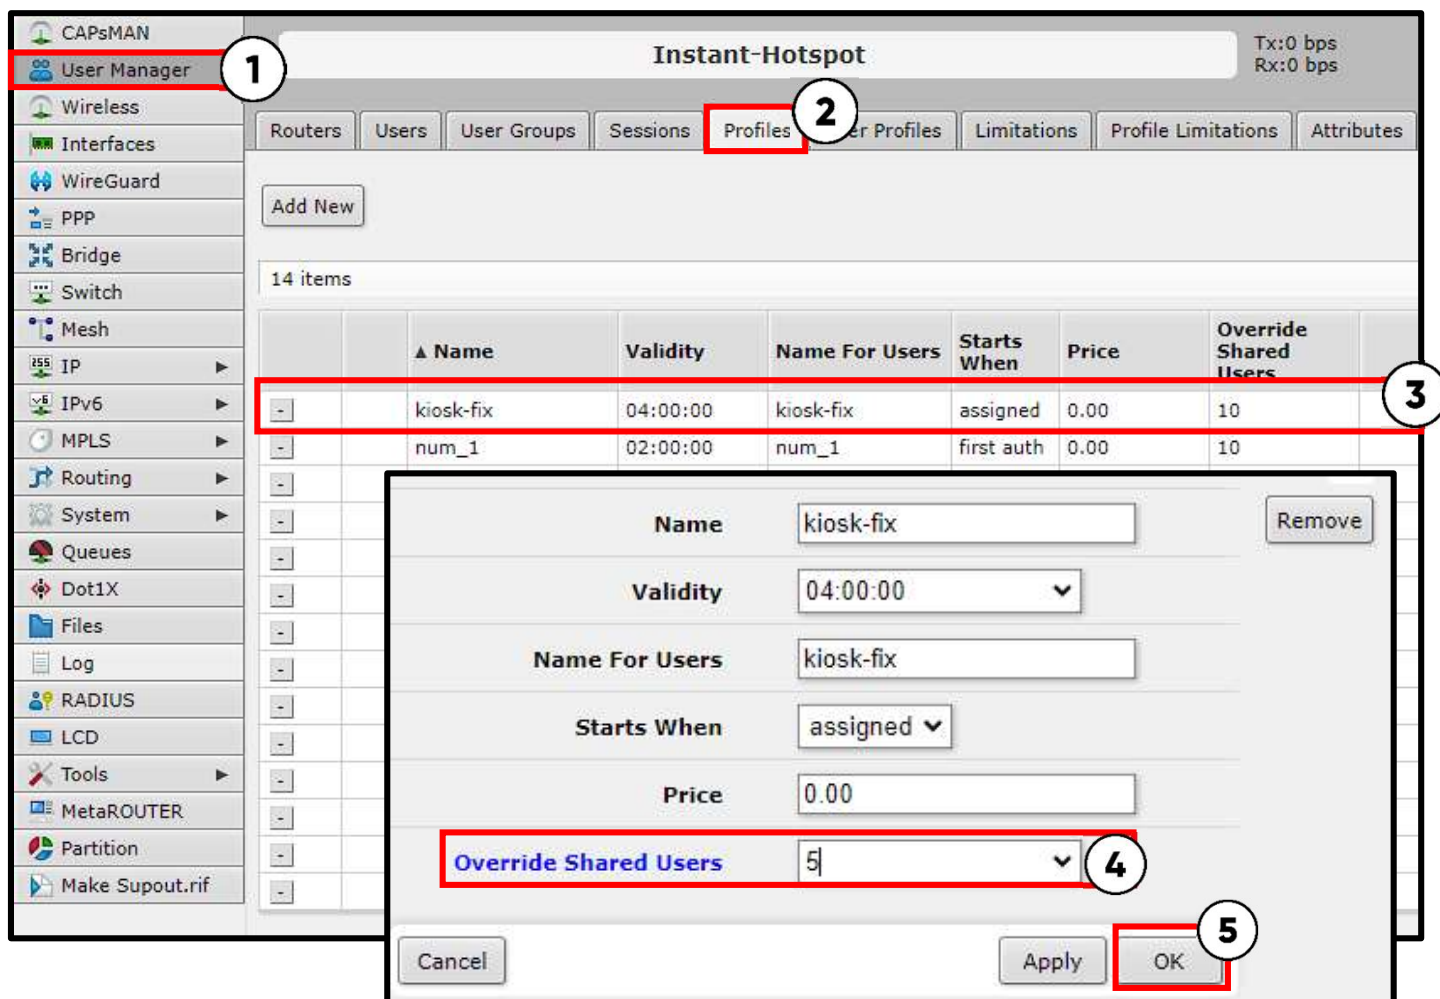 CAPsMAN
User Manager
1
Wireless
Interfaces
WireGuard
PPP
Bridge
Switch
Mesh
IP
IPv6
MPLS
Routing
System
Queues
Dot1X
Files
Log
RADIUS
LCD
Tools
MetaROUTER
Partition
Make Supout.rif
Instant-Hotspot
Tx:0 bps
Rx:0 bps
2
Routers Users User Groups Sessions Profiles er Profiles Limitations Profile Limitations Attributes
Add New
14 items
▲ Name Validity Name For Users Starts When Price Override Shared Users
- kiosk-fix 04:00:00 kiosk-fix assigned 0.00 10
3
- num_1 02:00:00 num_1 first auth 0.00 10
-
-
-
-
-
-
-
-
-
-
-
-
Name kiosk-fix
Remove
Validity 04:00:00
Name For Users kiosk-fix
Starts When assigned
Price 0.00
Override Shared Users 5
4
Cancel Apply OK
5